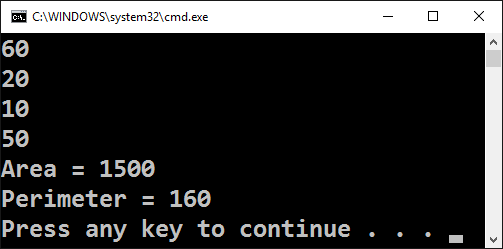 C:\WINDOWS\system32\cmd.exe
60
20
10
50
Area = 1500
Perimeter = 160
Press any key to continue . . .